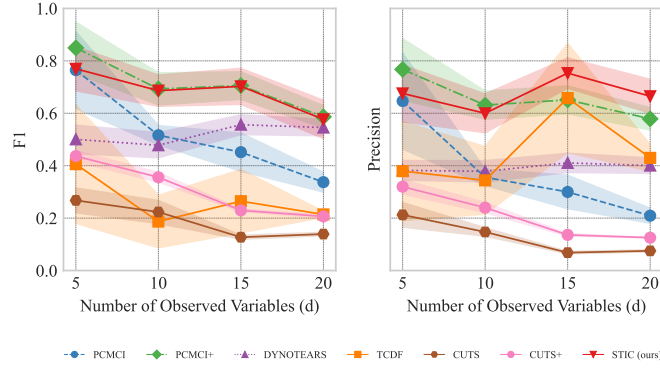 1.0
0.8
0.6
0.4
0.2
0.0
F1
5 10 15 20
Number of Observed Variables (d)
Precision
5 10 15 20
Number of Observed Variables (d)
PCMCI PCMCI+ DYNOTEARS TCDF CUTS CUTS+ STIC (ours)